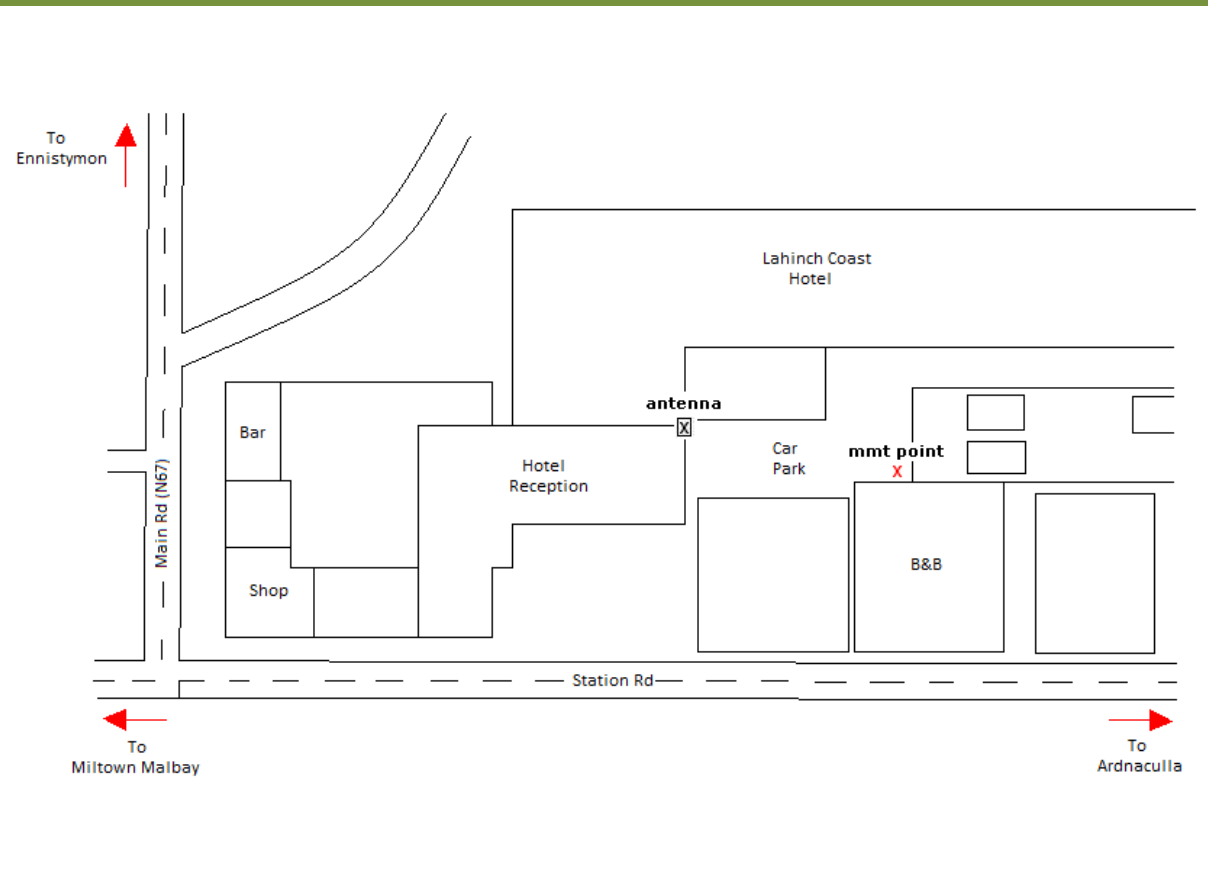 To
Ennistymon
Lahinch Coast
Hotel
antenna
X
Bar
Car
Park
mmt point
X
Hotel
Reception
Main Rd (N67)
B&B
Shop
Station Rd
To
Miltown Malbay
To
Ardnaculla